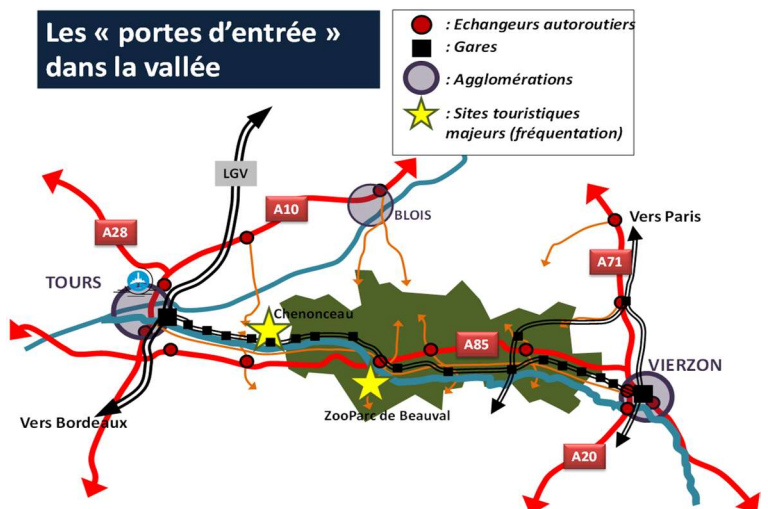 Les « portes d’entrée »
dans la vallée
: Echangeurs autoroutiers
: Gares
: Agglomérations
: Sites touristiques
majeurs (fréquentation)
LGV
A10
BLOIS
A28
Vers Paris
A71
TOURS
Chenonceau
A85
VIERZON
ZooParc de Beauval
Vers Bordeaux
A20